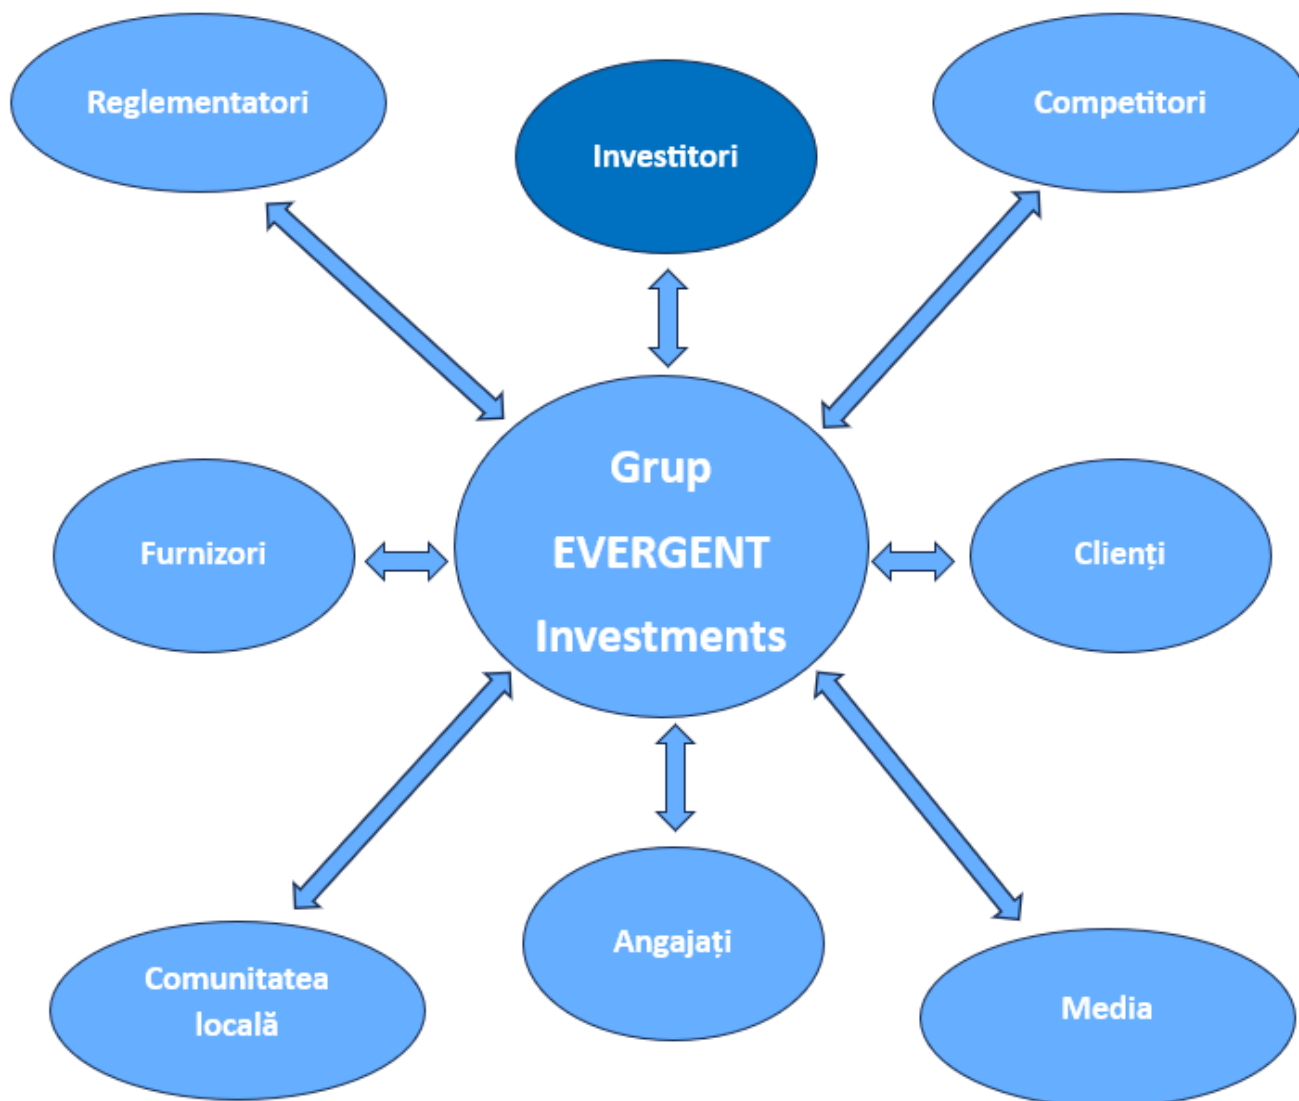 Reglementatori
Investitori
Competitori
Grup
EVERGENT
Investments
Furnizori
Clienți
Comunitatea
locală
Angajați
Media